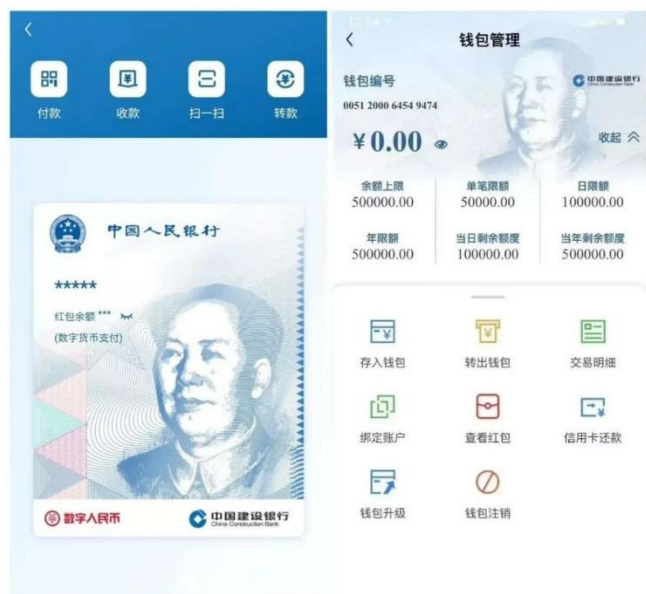 付款 收款 扫一扫 转款
中国人民银行
*****
红包余额 ***
(数字货币支付)
数字人民币
中国建设银行
China Construction Bank
钱包管理
钱包编号
中国建设银行
China Construction Bank
0051 2000 6454 9474
¥0.00
收起
余额上限 单笔限额 日限额
500000.00 50000.00 100000.00
年限额 当日剩余额度 当年剩余额度
500000.00 100000.00 500000.00
存入钱包 转出钱包 交易明细
绑定账户 查看红包 信用卡还款
钱包升级 钱包注销